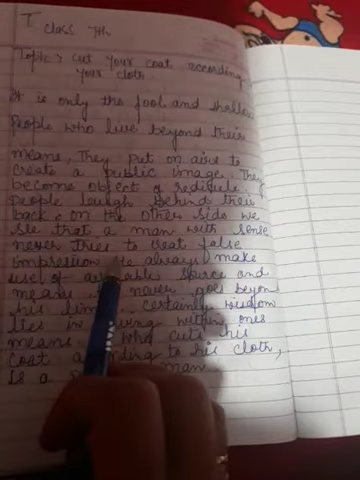 T
Class 7th
Topic : Cut your coat according
your cloth
It is only the fool and shallow
People who live beyond their
means, They put on aire to
create a public image. They
become object of redicule.
people laugh behind their
back. on the other side we
see that a man with sense
never tries to creat false
impression He always make
use of available source and
means never goes beyon
his certainly wisdom
lies in living within ones
means who cuts his
coat according to his cloth,
Is a man